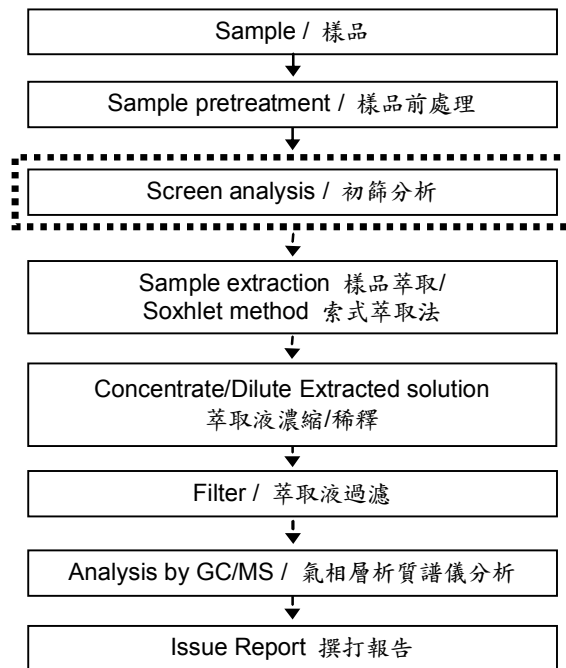 Sample / 樣品
Sample pretreatment / 樣品前處理
Screen analysis / 初篩分析
Sample extraction 樣品萃取/
Soxhlet method 索式萃取法
Concentrate/Dilute Extracted solution
萃取液濃縮/稀釋
Filter / 萃取液過濾
Analysis by GC/MS / 氣相層析質譜儀分析
Issue Report 撰打報告